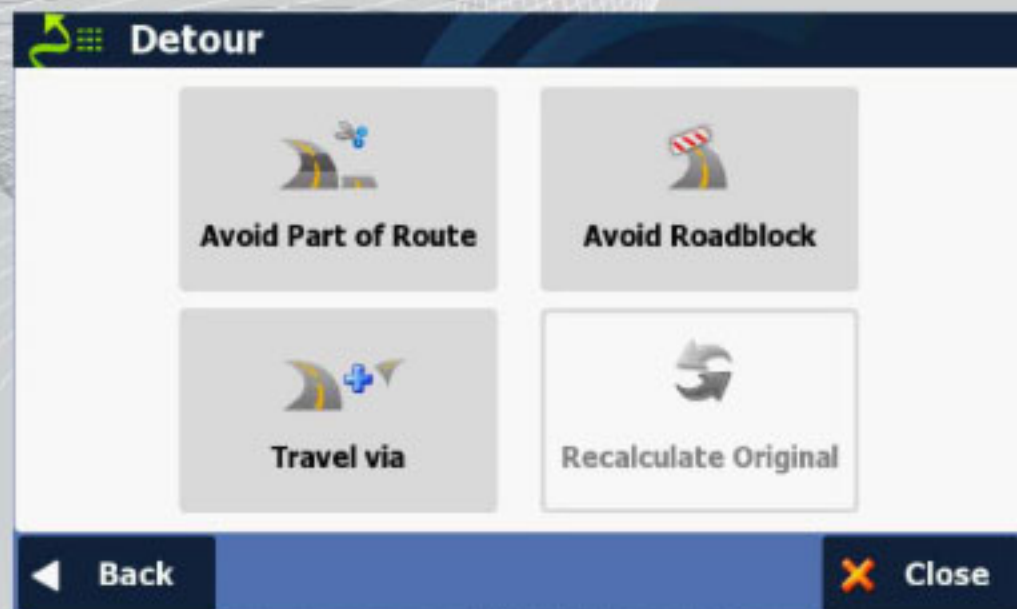 Detour
Avoid Part of Route
Avoid Roadblock
Travel via
Recalculate Original
Back
Close